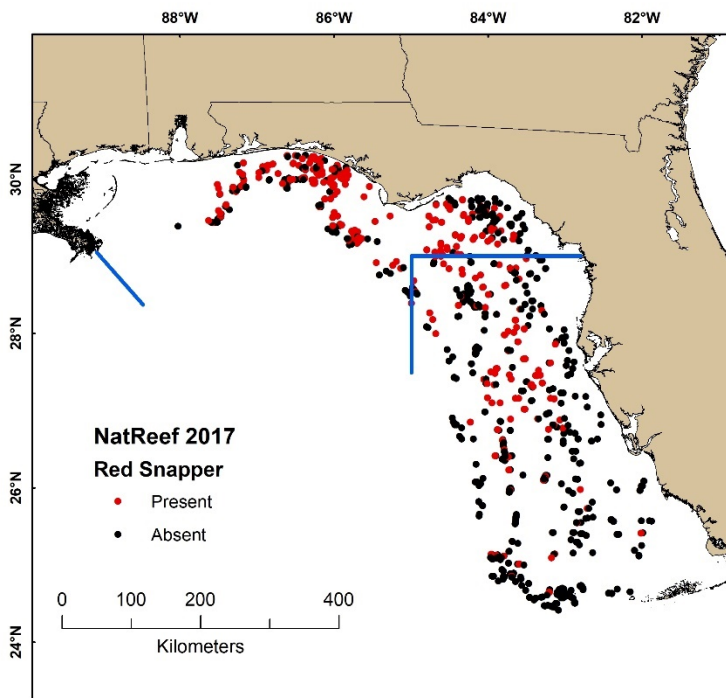 88°W 86°W 84°W 82°W
30°N
28°N
26°N
24°N
NatReef 2017
Red Snapper
Present
Absent
0 100 200 400
Kilometers